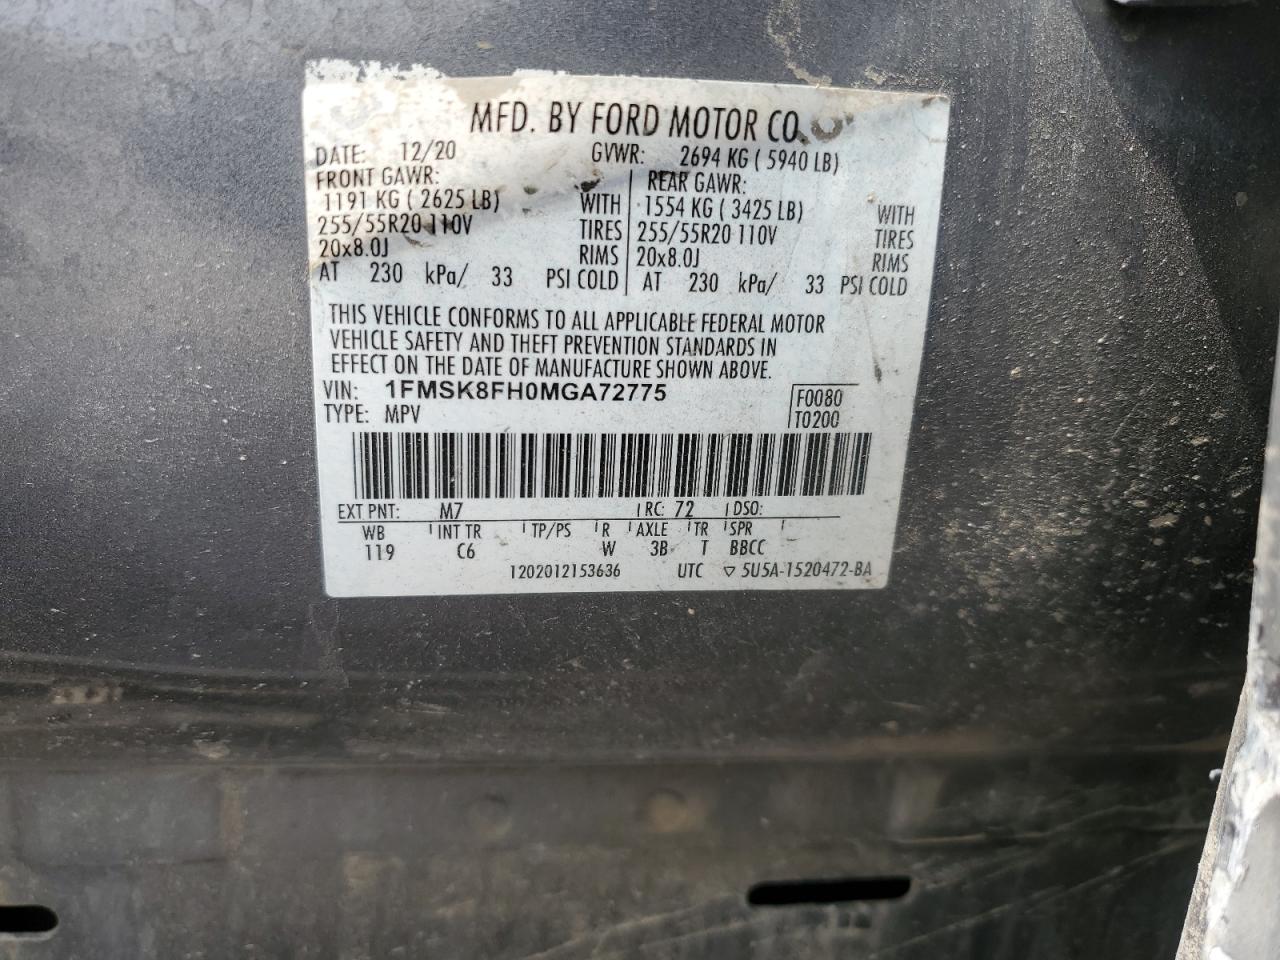 MFD. BY FORD MOTOR CO.
DATE: 12/20 GVWR: 2694 KG ( 5940 LB)
FRONT GAWR: REAR GAWR:
1191 KG ( 2625 LB) WITH 1554 KG ( 3425 LB) WITH
255/55R20 110V TIRES 255/55R20 110V TIRES
20x8.0J RIMS 20x8.0J RIMS
AT 230 kPa/ 33 PSI COLD AT 230 kPa/ 33 PSI COLD
THIS VEHICLE CONFORMS TO ALL APPLICABLE FEDERAL MOTOR
VEHICLE SAFETY AND THEFT PREVENTION STANDARDS IN
EFFECT ON THE DATE OF MANUFACTURE SHOWN ABOVE.
VIN: 1FMSK8FH0MGA72775 F0080
TYPE: MPV T0200
EXT PNT: M7 RC: 72 DSO:
WB INT TR TP/PS R AXLE TR SPR
119 C6 W 3B T BBCC
1202012153636 UTC ▽ 5U5A-1520472-BA